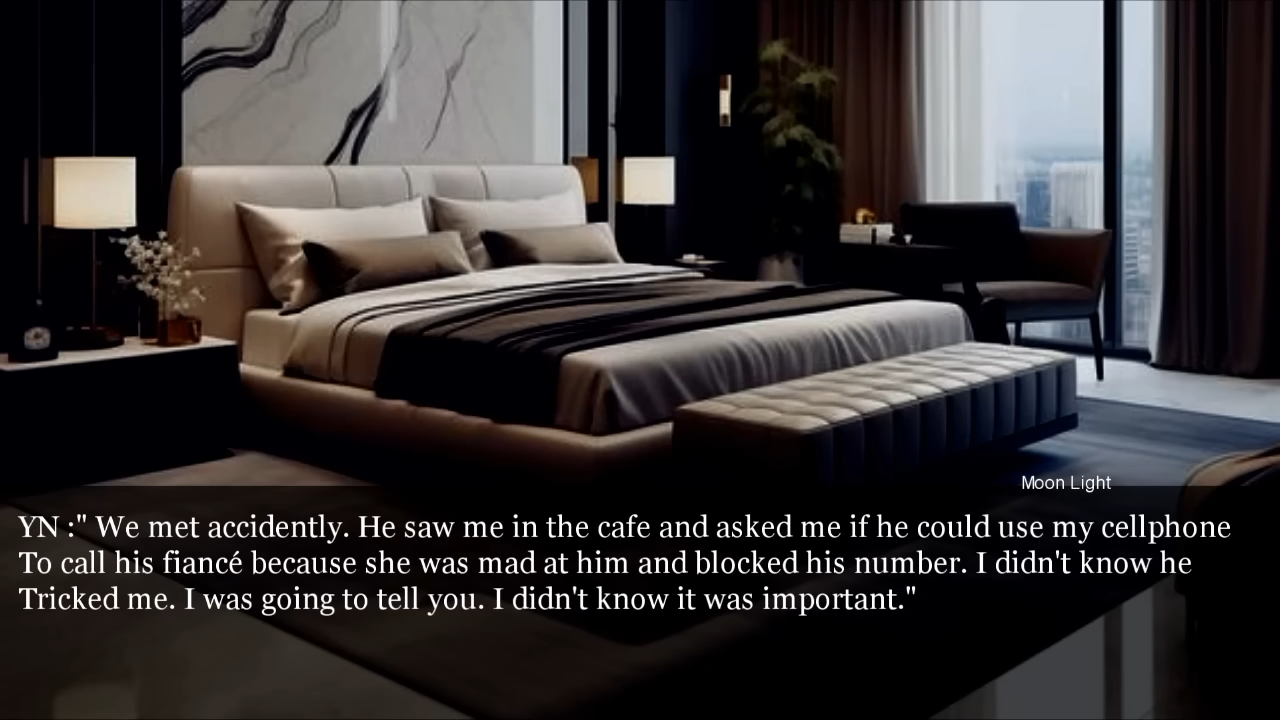 Moon Light
YN :" We met accidently. He saw me in the cafe and asked me if he could use my cellphone
To call his fiancé because she was mad at him and blocked his number. I didn't know he
Tricked me. I was going to tell you. I didn't know it was important."